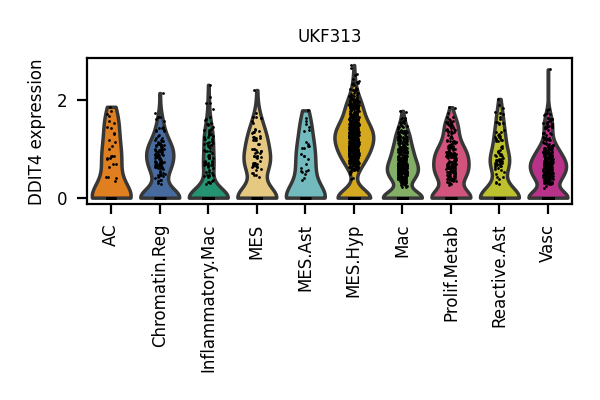 UKF313
DDIT4 expression
2
0
AC
Chromatin.Reg
Inflammatory.Mac
MES
MES.Ast
MES.Hyp
Mac
Prolif.Metab
Reactive.Ast
Vasc